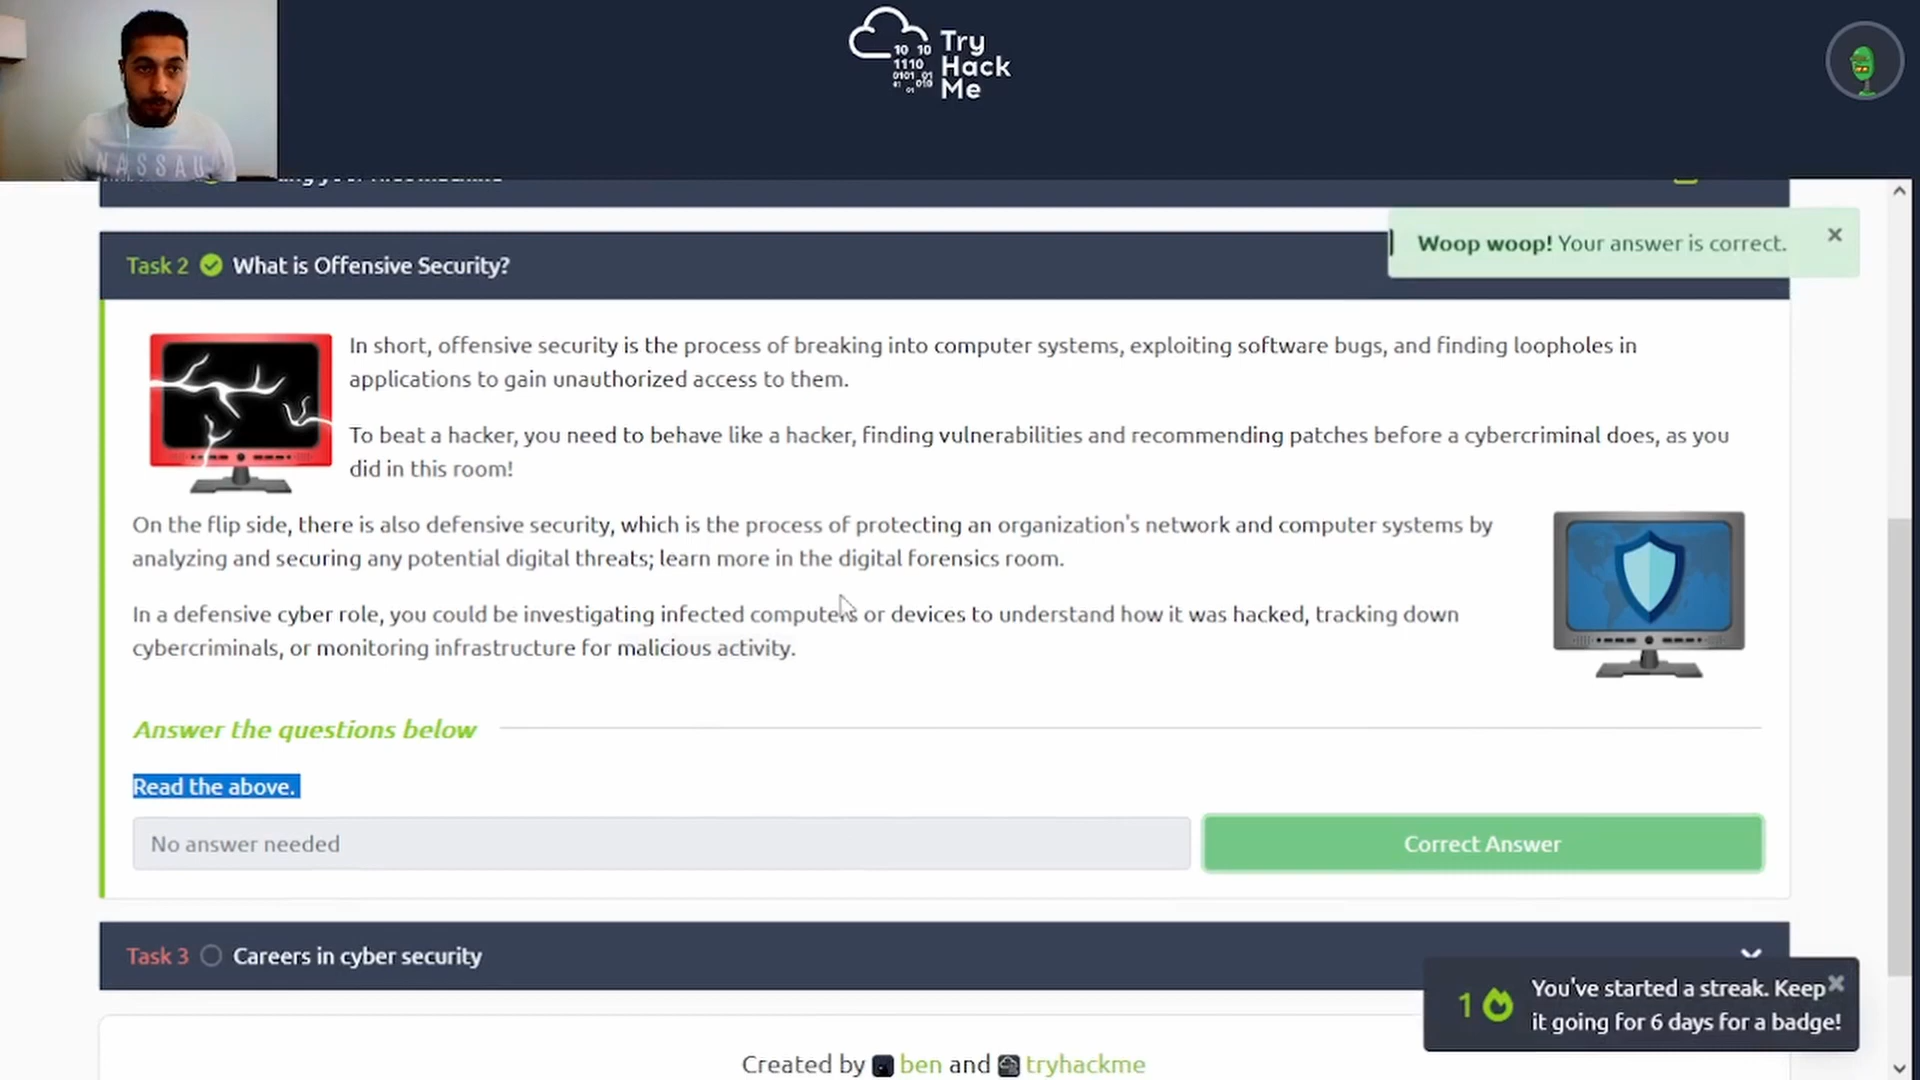 NASSAU
10 10
1110
0101 01
01 010
Try
Hack
Me
Woop woop! Your answer is correct.
Task 2 What is Offensive Security?
In short, offensive security is the process of breaking into computer systems, exploiting software bugs, and finding loopholes in
applications to gain unauthorized access to them.
To beat a hacker, you need to behave like a hacker, finding vulnerabilities and recommending patches before a cybercriminal does, as you
did in this room!
On the flip side, there is also defensive security, which is the process of protecting an organization's network and computer systems by
analyzing and securing any potential digital threats; learn more in the digital forensics room.
In a defensive cyber role, you could be investigating infected computers or devices to understand how it was hacked, tracking down
cybercriminals, or monitoring infrastructure for malicious activity.
Answer the questions below
Read the above.
No answer needed
Correct Answer
Task 3 Careers in cyber security
1 You've started a streak. Keep
it going for 6 days for a badge!
Created by ben and tryhackme